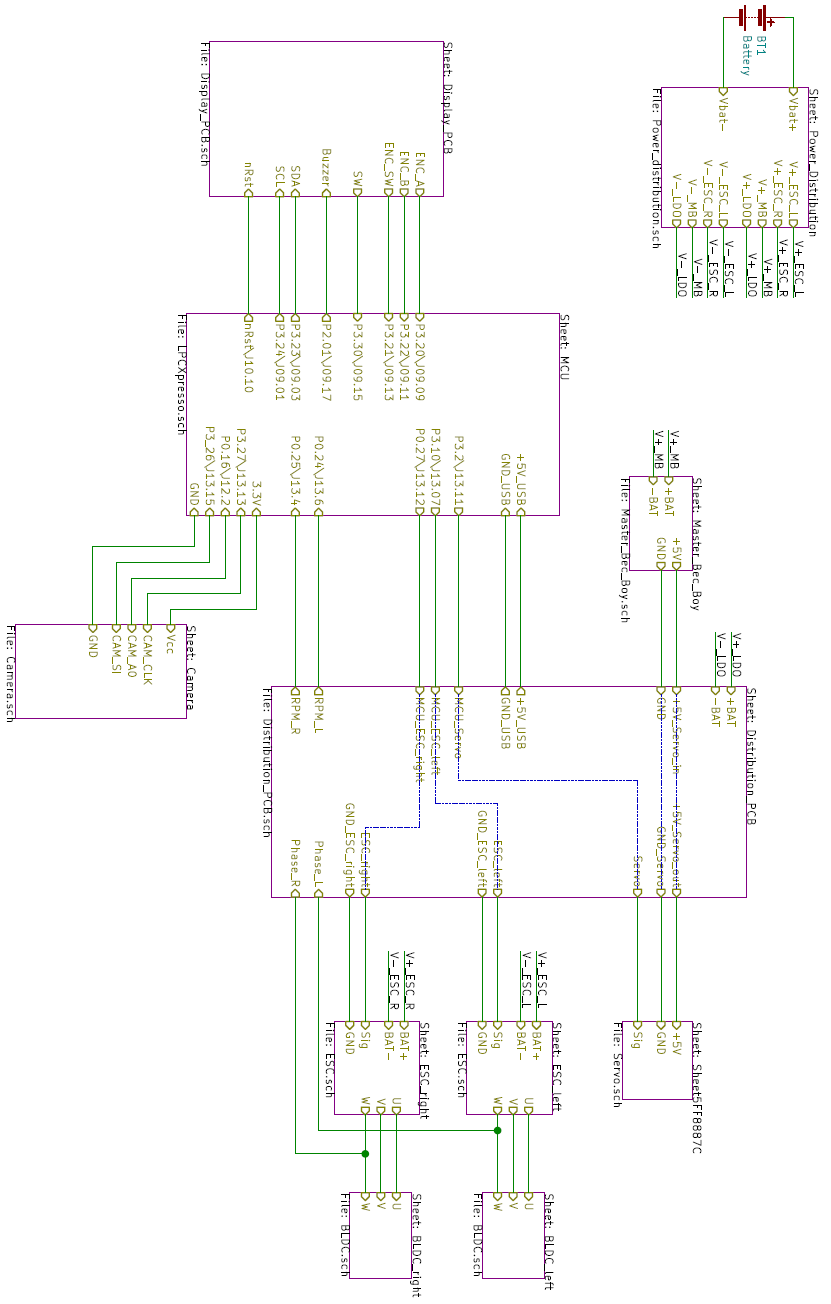 BT1
Battery
Sheet: Power_Distribution
Vbat+
Vbat-
V+_ESC_L
V+_ESC_R
V+_MB
V+_LDO
V-_ESC_L
V-_ESC_R
V-_MB
V-_LDO
File: Power_distribution.sch
V+_ESC_L
V+_ESC_R
V+_MB
V+_LDO
V-_ESC_L
V-_ESC_R
V-_MB
V-_LDO
Sheet: Display_PCB
ENC_A
ENC_B
ENC_SW
SW
Buzzer
SDA
SCL
nRst
File: Display_PCB.sch
Sheet: MCU
P3.20\J09.09
P3.22\J09.11
P3.21\J09.13
P3.30\J09.15
P2.01\J09.17
P3.23\J09.03
P3.24\J09.01
nRst\J10.10
+5V_USB
GND_USB
P3.2\J13.11
P3.10\J13.07
P0.27\J13.12
P0.24\J13.6
P0.25\J13.4
3.3V
P3.27\J13.13
P0.16\J12.2
P3_26\J13.15
GND
File: LPCXpresso.sch
V+_MB
V+_MB
Sheet: Master_Bec_Boy
+BAT
-BAT
+5V
GND
File: Master_Bec_Boy.sch
Sheet: Camera
Vcc
CAM_CLK
CAM_AO
CAM_SI
GND
File: Camera.sch
V+_LDO
V-_LDO
Sheet: Distribution_PCB
+BAT
-BAT
+5V_Servo_in
GND
+5V_USB
GND_USB
MCU_Servo
MCU_ESC_left
MCU_ESC_right
RPM_L
RPM_R
+5V_Servo_out
GND_Servo
Servo
ESC_left
GND_ESC_left
ESC_right
GND_ESC_right
Phase_L
Phase_R
File: Distribution_PCB.sch
Sheet: Sheet5FF8887C
+5V
GND
Sig
File: Servo.sch
V+_ESC_L
V-_ESC_L
Sheet: ESC_left
BAT+
BAT-
Sig
GND
U
V
W
File: ESC.sch
V+_ESC_R
V-_ESC_R
Sheet: ESC_right
BAT+
BAT-
Sig
GND
U
V
W
File: ESC.sch
Sheet: BLDC_left
U
V
W
File: BLDC.sch
Sheet: BLDC_right
U
V
W
File: BLDC.sch